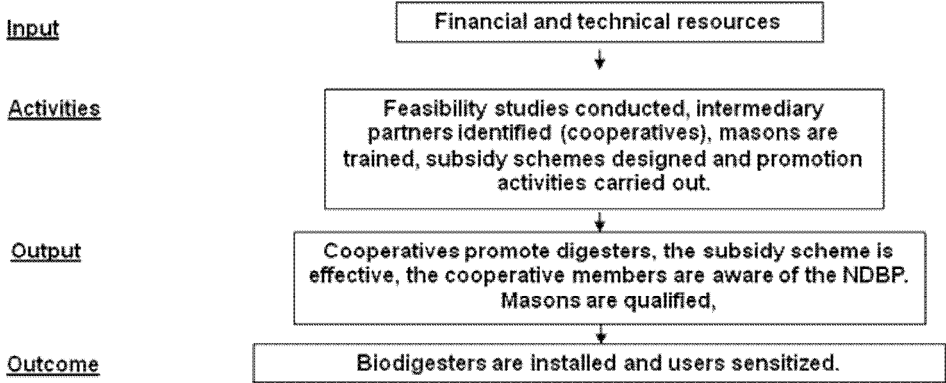 Input
Financial and technical resources
Activities
Feasibility studies conducted, intermediary
partners identified (cooperatives), masons are
trained, subsidy schemes designed and promotion
activities carried out.
Output
Cooperatives promote digesters, the subsidy scheme is
effective, the cooperative members are aware of the NDBP.
Masons are qualified,
Outcome
Biodigesters are installed and users sensitized.